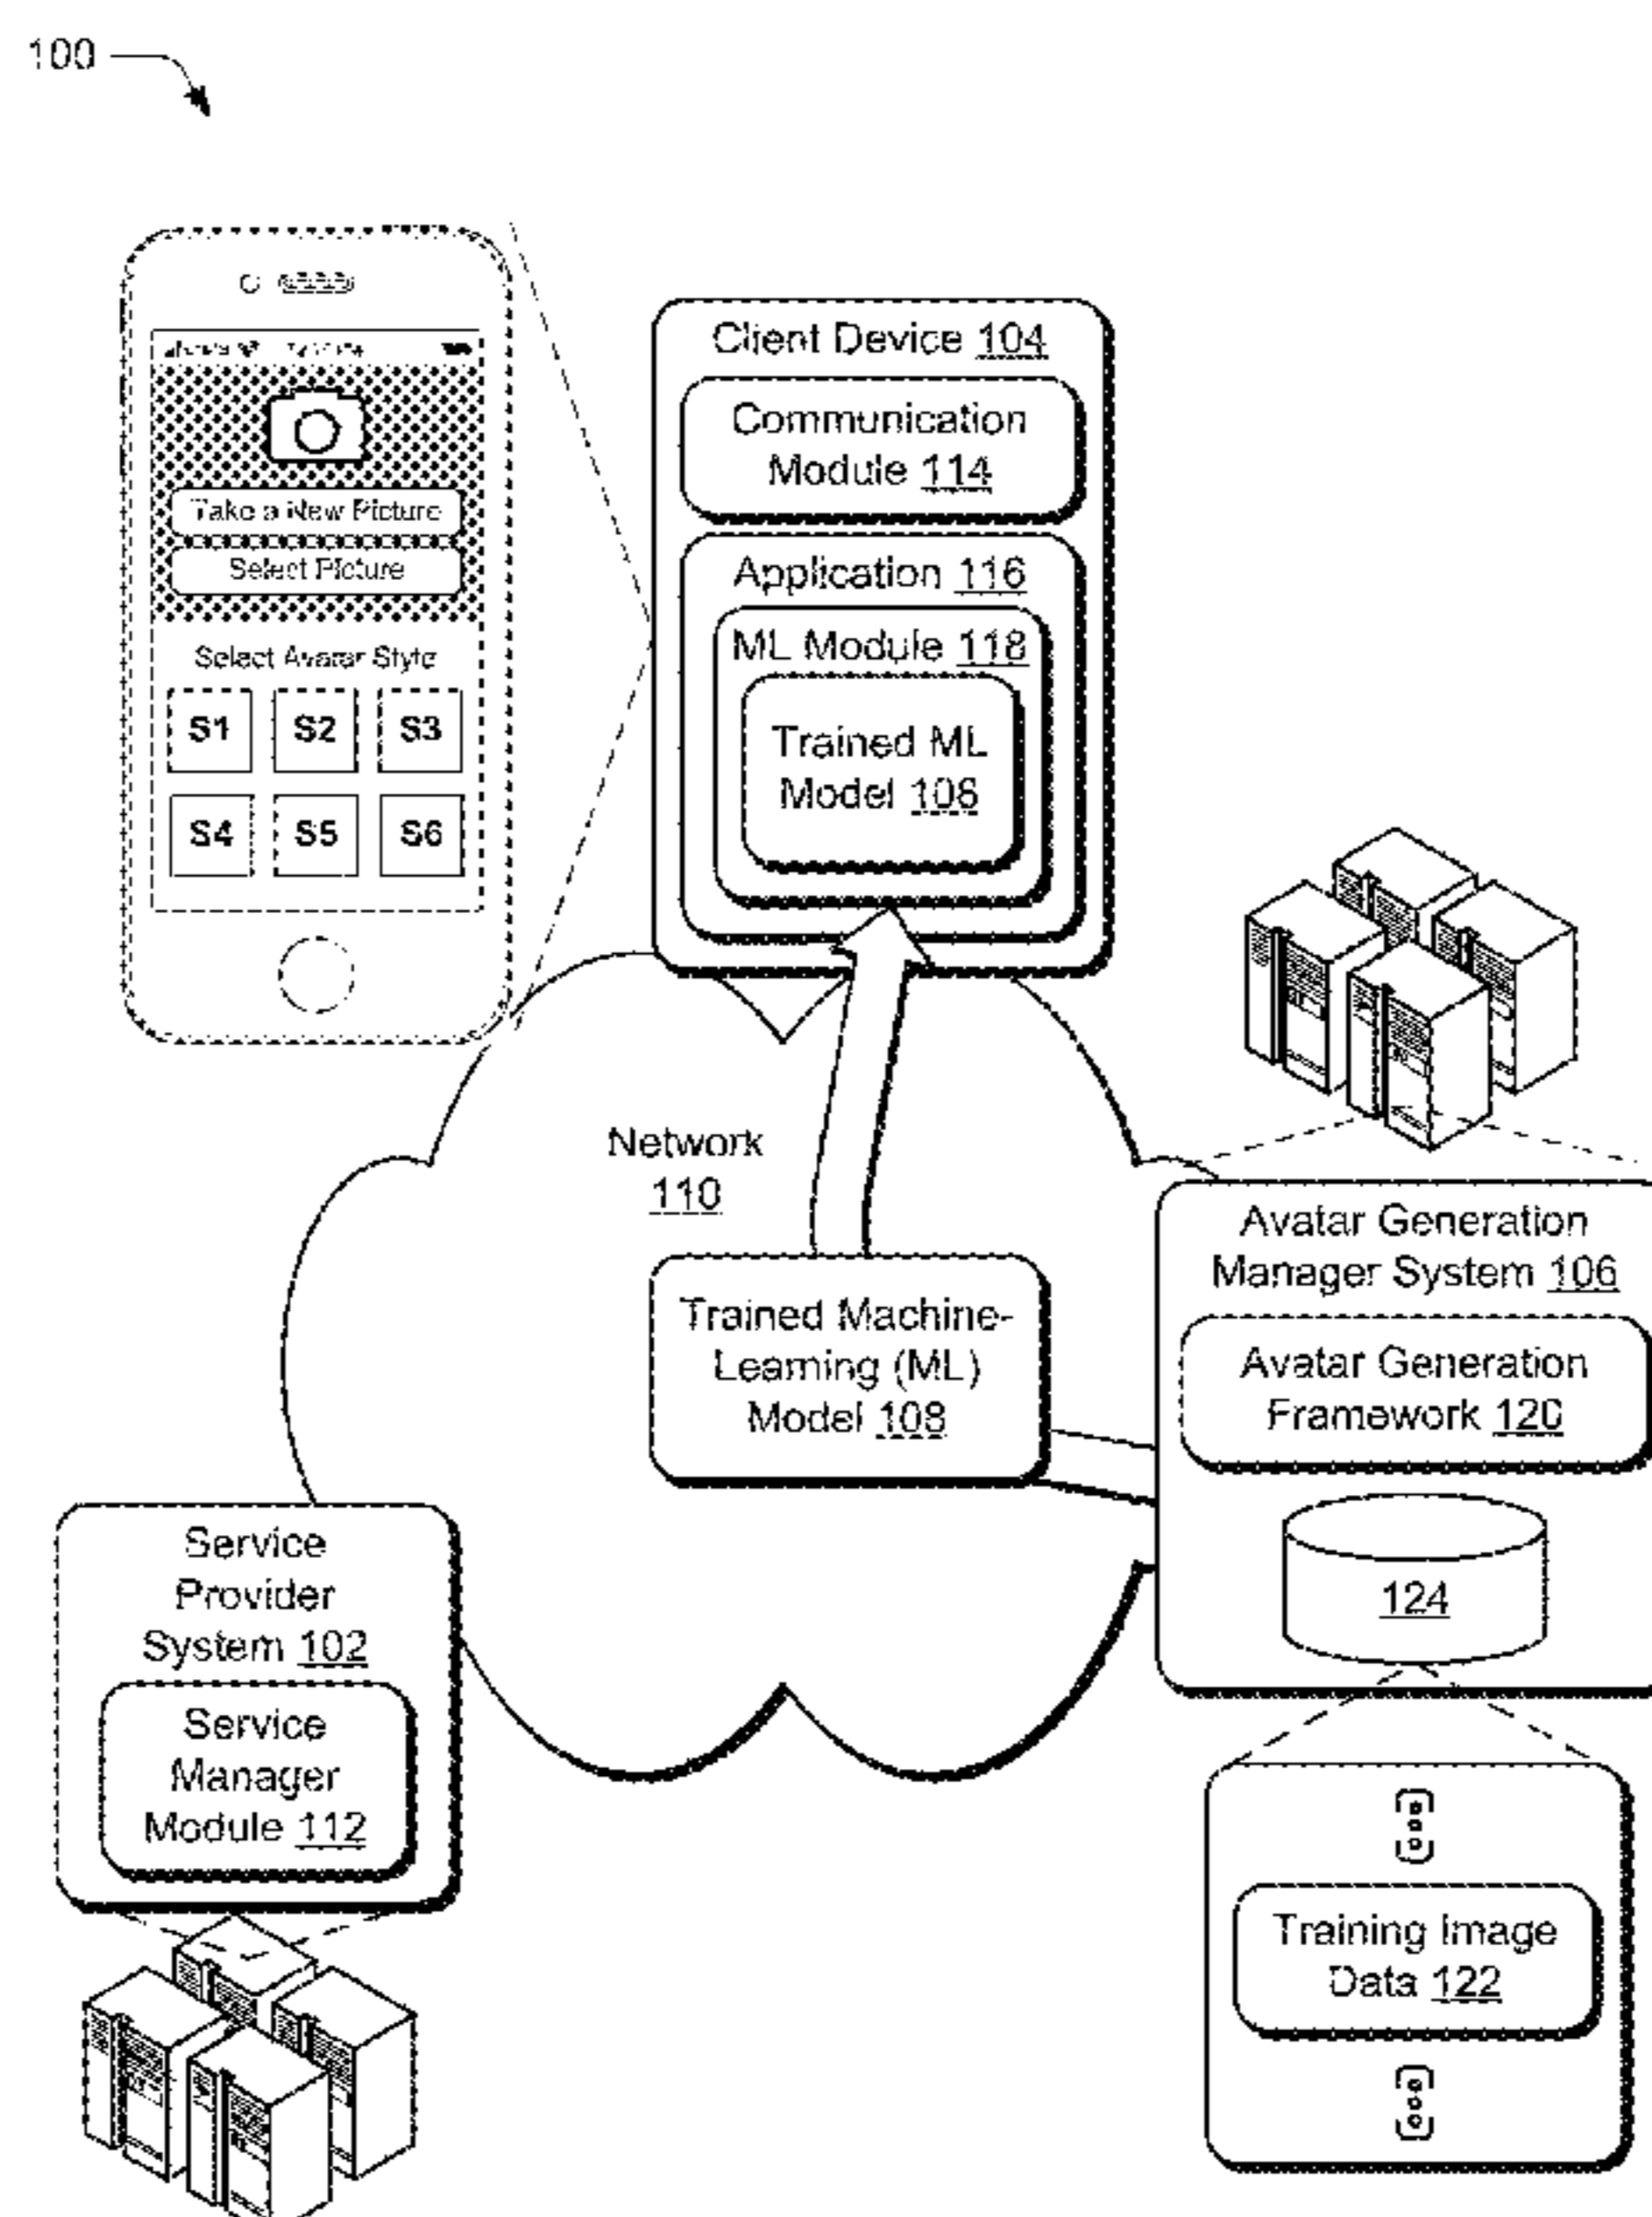 100
Take a New Picture
Select Picture
Select Avatar Style
S1 S2 S3
S4 S5 S6
Client Device 104
Communication
Module 114
Application 116
ML Module 118
Trained ML
Model 108
Network
110
Trained Machine-
Learning (ML)
Model 108
Avatar Generation
Manager System 106
Avatar Generation
Framework 120
124
Service
Provider
System 102
Service
Manager
Module 112
Training Image
Data 122